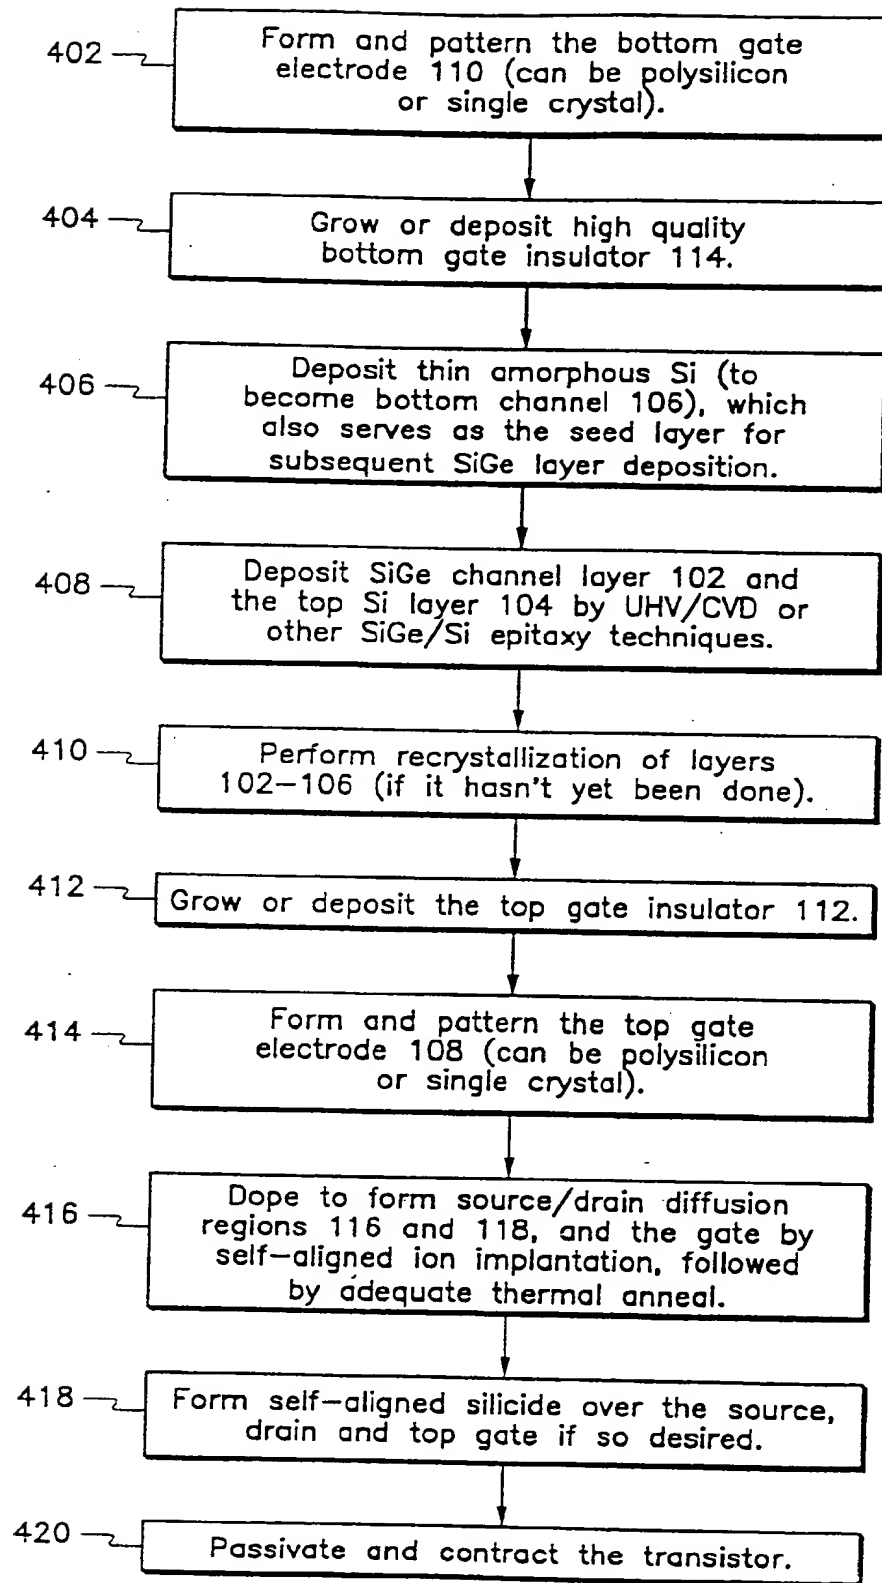 402
Form and pattern the bottom gate
electrode 110 (can be polysilicon
or single crystal).
404
Grow or deposit high quality
bottom gate insulator 114.
406
Deposit thin amorphous Si (to
become bottom channel 106), which
also serves as the seed layer for
subsequent SiGe layer deposition.
408
Deposit SiGe channel layer 102 and
the top Si layer 104 by UHV/CVD or
other SiGe/Si epitaxy techniques.
410
Perform recrystallization of layers
102-106 (if it hasn't yet been done).
412
Grow or deposit the top gate insulator 112.
414
Form and pattern the top gate
electrode 108 (can be polysilicon
or single crystal).
416
Dope to form source/drain diffusion
regions 116 and 118, and the gate by
self-aligned ion implantation, followed
by adequate thermal anneal.
418
Form self-aligned silicide over the source,
drain and top gate if so desired.
420
Passivate and contract the transistor.